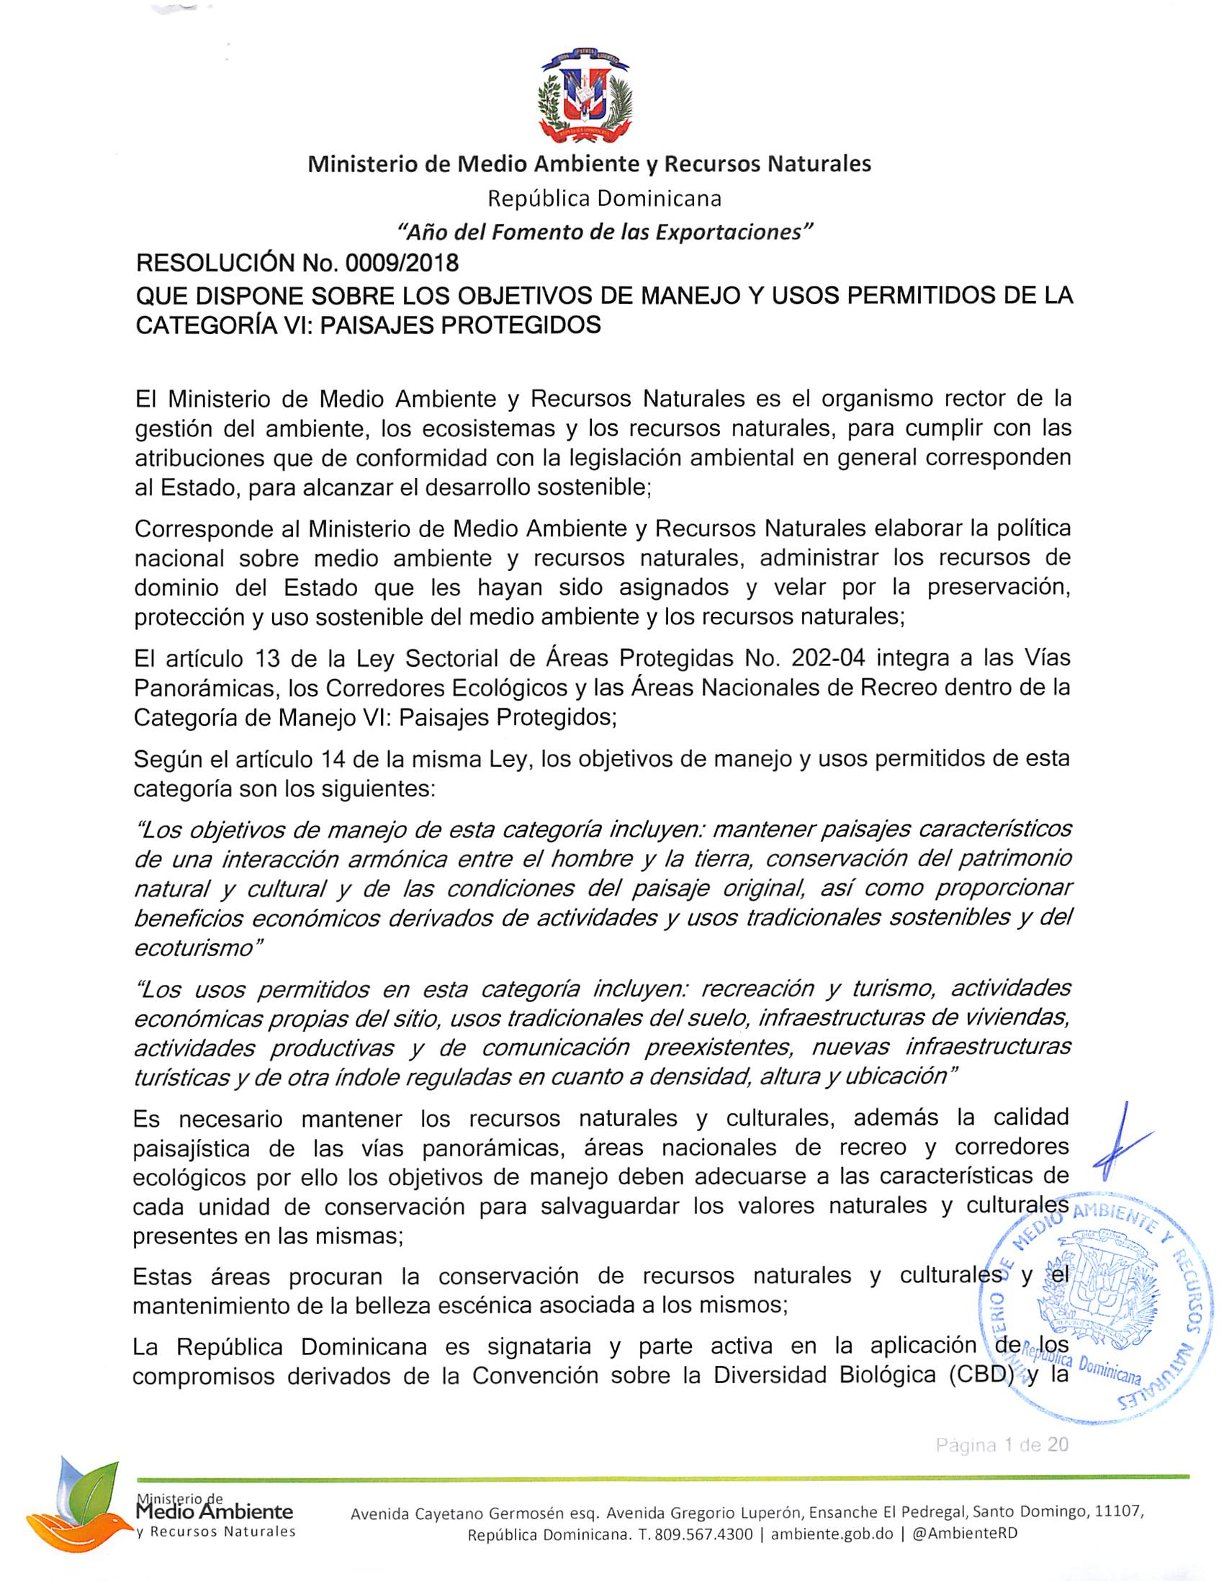 Ministerio de Medio Ambiente y Recursos Naturales
República Dominicana
“Año del Fomento de las Exportaciones”
RESOLUCIÓN No. 0009/2018
QUE DISPONE SOBRE LOS OBJETIVOS DE MANEJO Y USOS PERMITIDOS DE LA
CATEGORÍA VI: PAISAJES PROTEGIDOS
El Ministerio de Medio Ambiente y Recursos Naturales es el organismo rector de la
gestión del ambiente, los ecosistemas y los recursos naturales, para cumplir con las
atribuciones que de conformidad con la legislación ambiental en general corresponden
al Estado, para alcanzar el desarrollo sostenible;
Corresponde al Ministerio de Medio Ambiente y Recursos Naturales elaborar la política
nacional sobre medio ambiente y recursos naturales, administrar los recursos de
dominio del Estado que les hayan sido asignados y velar por la preservación,
protección y uso sostenible del medio ambiente y los recursos naturales;
El artículo 13 de la Ley Sectorial de Áreas Protegidas No. 202-04 integra a las Vías
Panorámicas, los Corredores Ecológicos y las Áreas Nacionales de Recreo dentro de la
Categoría de Manejo VI: Paisajes Protegidos;
Según el artículo 14 de la misma Ley, los objetivos de manejo y usos permitidos de esta
categoría son los siguientes:
“Los objetivos de manejo de esta categoría incluyen: mantener paisajes característicos
de una interacción armónica entre el hombre y la tierra, conservación del patrimonio
natural y cultural y de las condiciones del paisaje original, así como proporcionar
beneficios económicos derivados de actividades y usos tradicionales sostenibles y del
ecoturismo”
“Los usos permitidos en esta categoría incluyen: recreación y turismo, actividades
económicas propias del sitio, usos tradicionales del suelo, infraestructuras de viviendas,
actividades productivas y de comunicación preexistentes, nuevas infraestructuras
turísticas y de otra índole reguladas en cuanto a densidad, altura y ubicación”
Es necesario mantener los recursos naturales y culturales, además la calidad
paisajística de las vías panorámicas, áreas nacionales de recreo y corredores
ecológicos por ello los objetivos de manejo deben adecuarse a las características de
cada unidad de conservación para salvaguardar los valores naturales y culturales
presentes en las mismas;
Estas áreas procuran la conservación de recursos naturales y culturales y el
mantenimiento de la belleza escénica asociada a los mismos;
La República Dominicana es signataria y parte activa en la aplicación de los
compromisos derivados de la Convención sobre la Diversidad Biológica (CBD) y la
MINISTERIO DE MEDIO AMBIENTE Y RECURSOS NATURALES
República Dominicana
Página 1 de 20
Ministerio de
Medio Ambiente
y Recursos Naturales
Avenida Cayetano Germosén esq. Avenida Gregorio Luperón, Ensanche El Pedregal, Santo Domingo, 11107,
República Dominicana. T. 809.567.4300 | ambiente.gob.do | @AmbienteRD